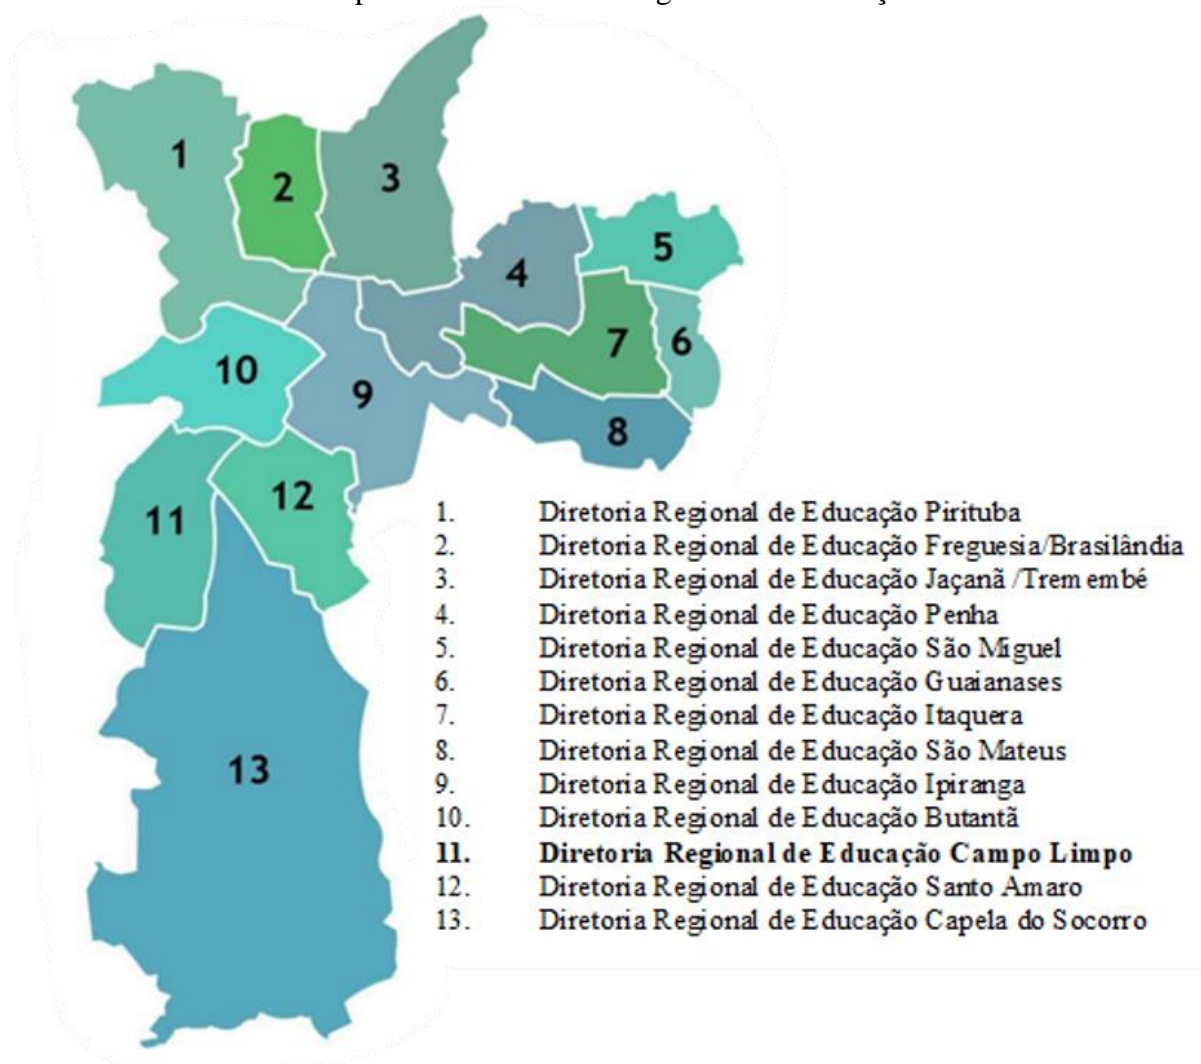 1
2
3
4
5
6
7
8
9
10
11
12
13
1. Diretoria Regional de Educação Pirituba
2. Diretoria Regional de Educação Freguesia/Brasilândia
3. Diretoria Regional de Educação Jaçanã /Tremembé
4. Diretoria Regional de Educação Penha
5. Diretoria Regional de Educação São Miguel
6. Diretoria Regional de Educação Guaianases
7. Diretoria Regional de Educação Itaquera
8. Diretoria Regional de Educação São Mateus
9. Diretoria Regional de Educação Ipiranga
10. Diretoria Regional de Educação Butantã
11. Diretoria Regional de Educação Campo Limpo
12. Diretoria Regional de Educação Santo Amaro
13. Diretoria Regional de Educação Capela do Socorro